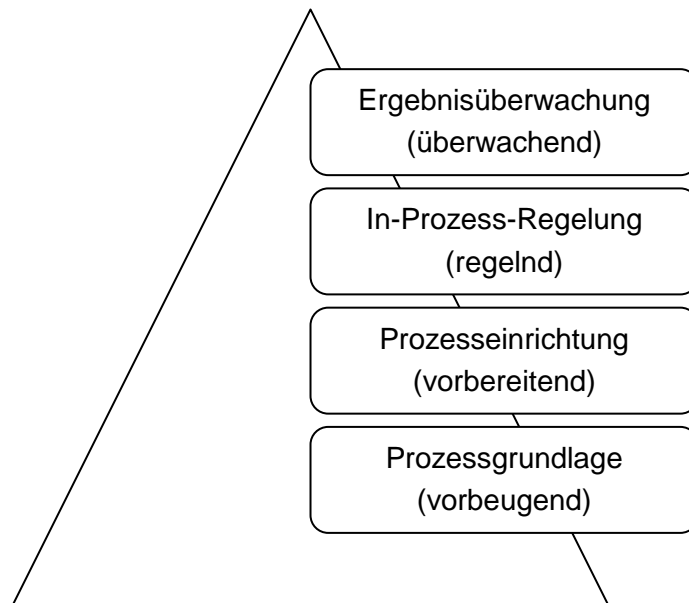 Ergebnisüberwachung
(überwachend)
In-Prozess-Regelung
(regelnd)
Prozesseinrichtung
(vorbereitend)
Prozessgrundlage
(vorbeugend)